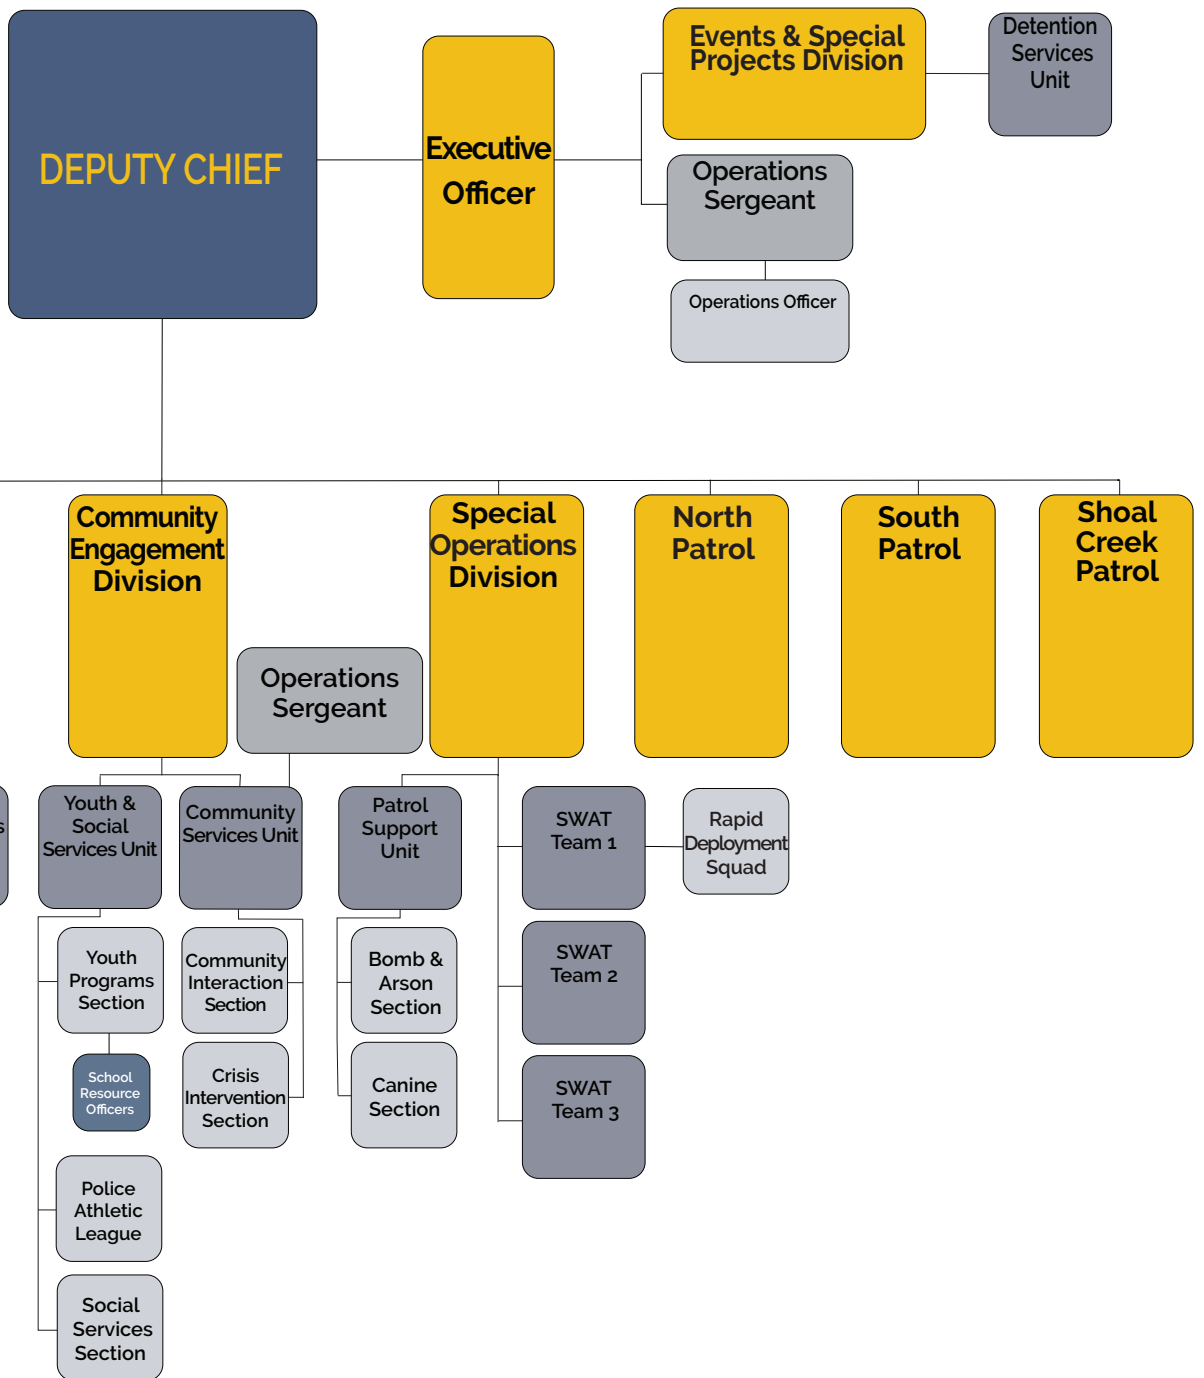 DEPUTY CHIEF
Executive
Officer
Events & Special
Projects Division
Detention
Services
Unit
Operations
Sergeant
Operations Officer
Community
Engagement
Division
Special
Operations
Division
North
Patrol
South
Patrol
Shoal
Creek
Patrol
Operations
Sergeant
s
Youth &
Social
Services Unit
Community
Services Unit
Patrol
Support
Unit
SWAT
Team 1
Rapid
Deployment
Squad
Youth
Programs
Section
Community
Interaction
Section
Bomb &
Arson
Section
SWAT
Team 2
School
Resource
Officers
Crisis
Intervention
Section
Canine
Section
SWAT
Team 3
Police
Athletic
League
Social
Services
Section